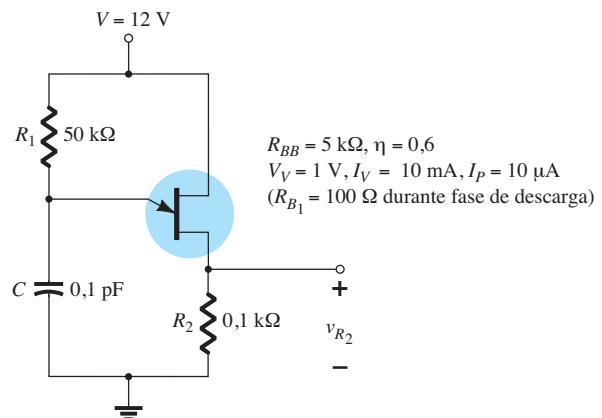 V = 12 V
R1 50 kΩ
RBB = 5 kΩ, η = 0,6
VV = 1 V, IV = 10 mA, IP = 10 μA
(RB1 = 100 Ω durante fase de descarga)
C 0,1 pF
R2 0,1 kΩ
+
vR2
–